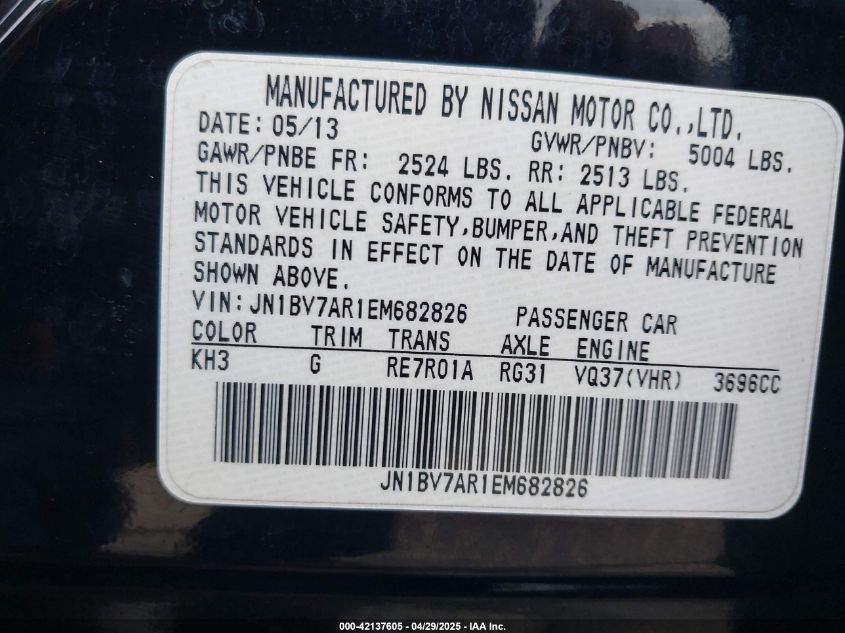 MANUFACTURED BY NISSAN MOTOR CO.,LTD.
DATE: 05/13 GVWR/PNBV: 5004 LBS.
GAWR/PNBE FR: 2524 LBS. RR: 2513 LBS.
THIS VEHICLE CONFORMS TO ALL APPLICABLE FEDERAL
MOTOR VEHICLE SAFETY,BUMPER,AND THEFT PREVENTION
STANDARDS IN EFFECT ON THE DATE OF MANUFACTURE
SHOWN ABOVE.
VIN: JN1BV7AR1EM682826 PASSENGER CAR
COLOR TRIM TRANS AXLE ENGINE
KH3 G RE7R01A RG31 VQ37(VHR) 3696CC
JN1BV7AR1EM682826
000-42137605 - 04/29/2025 - IAA Inc.